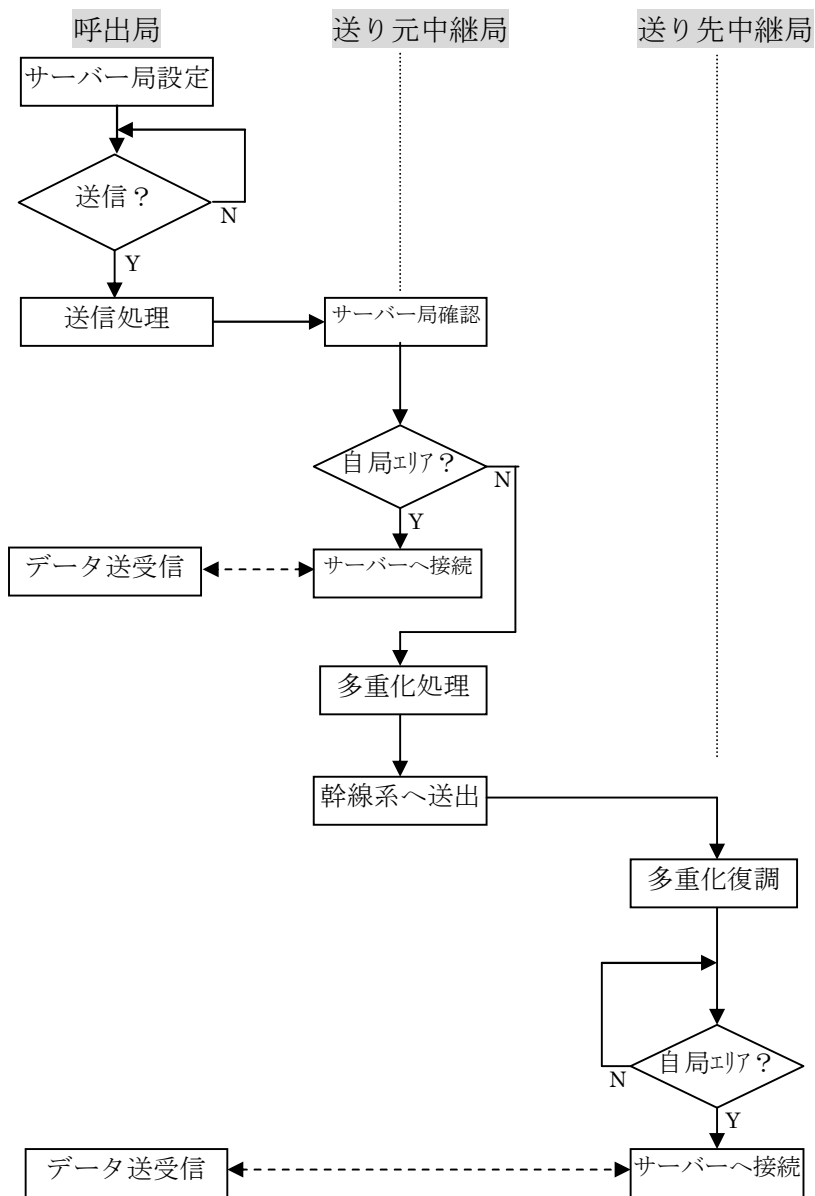 呼出局
送り元中継局
送り先中継局
サーバー局設定
送信？
N
Y
送信処理
サーバー局確認
自局ｴﾘｱ？
N
Y
データ送受信
サーバーへ接続
多重化処理
幹線系へ送出
多重化復調
自局ｴﾘｱ？
N
Y
データ送受信
サーバーへ接続